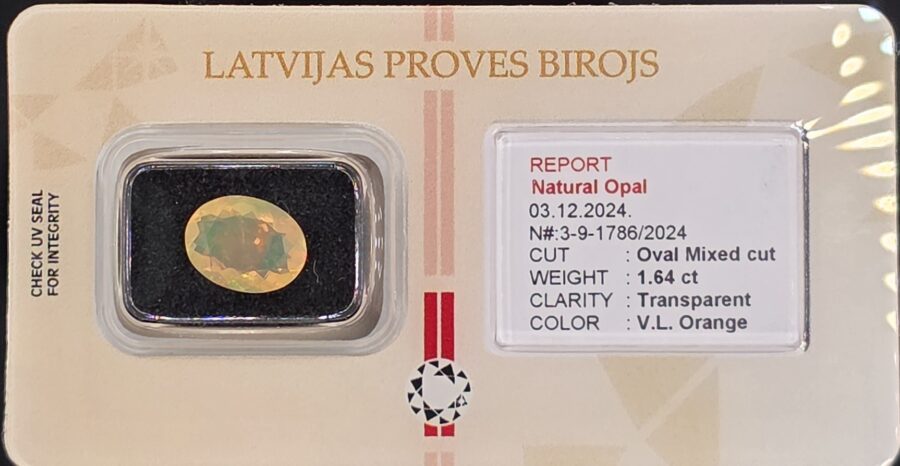 LATVIJAS PROVES BIROJS
CHECK UV SEAL
FOR INTEGRITY
REPORT
Natural Opal
03.12.2024.
N#:3-9-1786/2024
CUT : Oval Mixed cut
WEIGHT : 1.64 ct
CLARITY : Transparent
COLOR : V.L. Orange